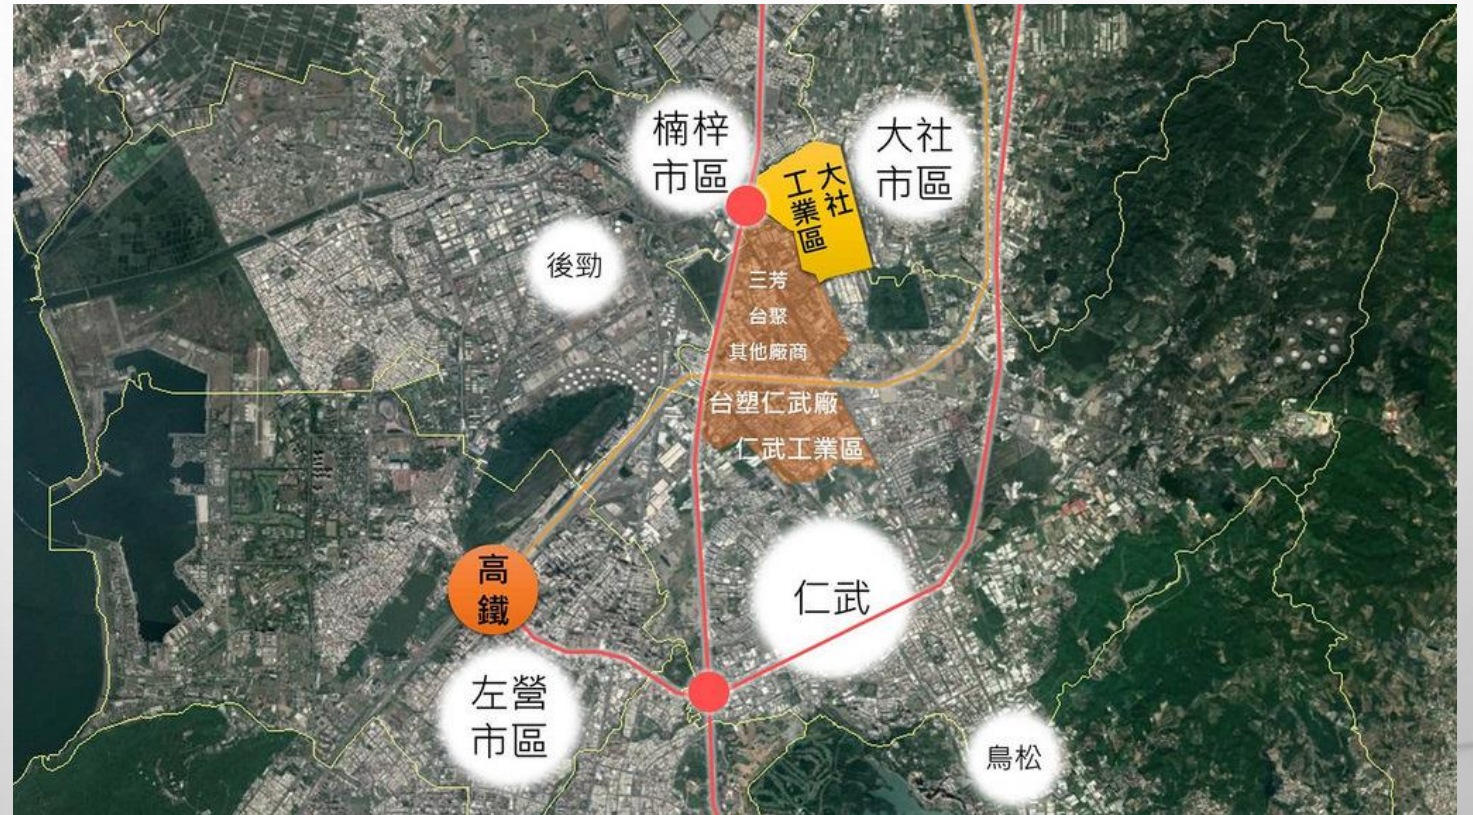 楠梓
市區
大社
市區
大社
工業區
後勁
三芳
台聚
其他廠商
台塑仁武廠
仁武工業區
高
鐵
仁武
左營
市區
鳥松